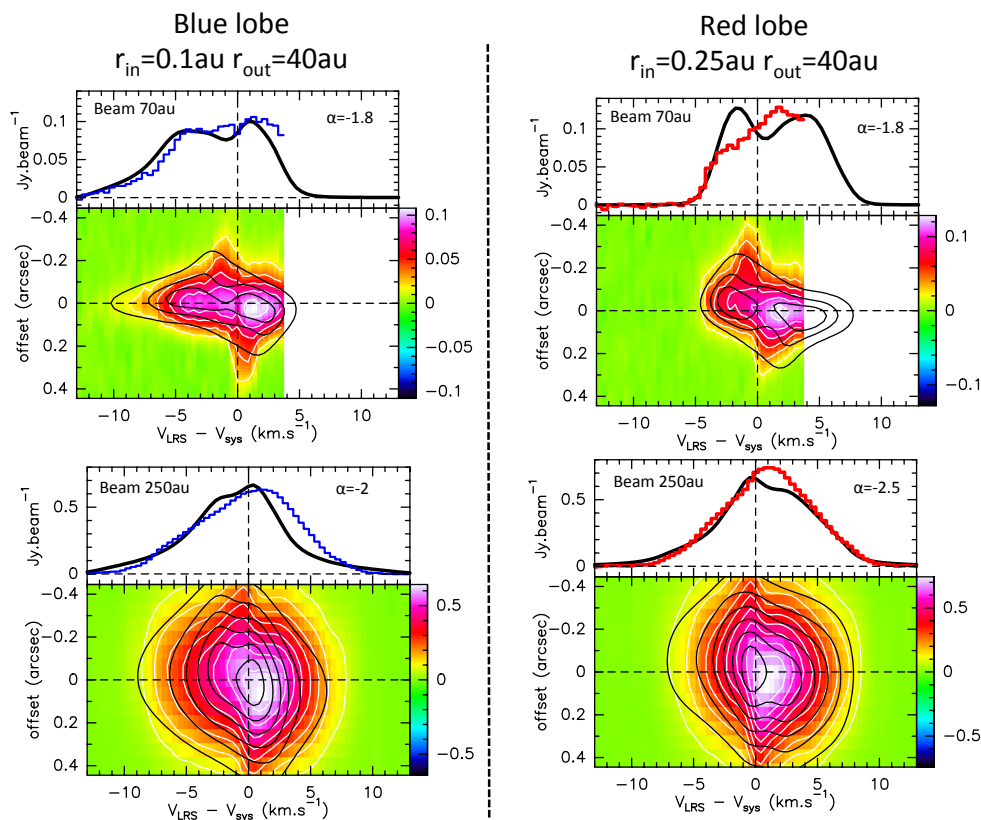 Blue lobe
r_in=0.1au r_out=40au
Red lobe
r_in=0.25au r_out=40au
Beam 70au
α=-1.8
Jy.beam⁻¹
0.1
0.05
0
offset (arcsec)
−0.4
−0.2
0
0.2
0.4
0.1
0.05
0
−0.05
−0.1
−10
−5
0
5
10
V_LRS − V_sys (km.s⁻¹)
Beam 70au
α=-1.8
Jy.beam⁻¹
0.1
0.05
0
offset (arcsec)
−0.4
−0.2
0
0.2
0.4
0.1
0
−0.1
−10
−5
0
5
10
V_LRS − V_sys (km.s⁻¹)
Beam 250au
α=-2
Jy.beam⁻¹
0.5
0
offset (arcsec)
−0.4
−0.2
0
0.2
0.4
0.5
0
−0.5
−10
−5
0
5
10
V_LRS − V_sys (km.s⁻¹)
Beam 250au
α=-2.5
Jy.beam⁻¹
0.5
0
offset (arcsec)
−0.4
−0.2
0
0.2
0.4
0.5
0
−0.5
−10
−5
0
5
10
V_LRS − V_sys (km.s⁻¹)